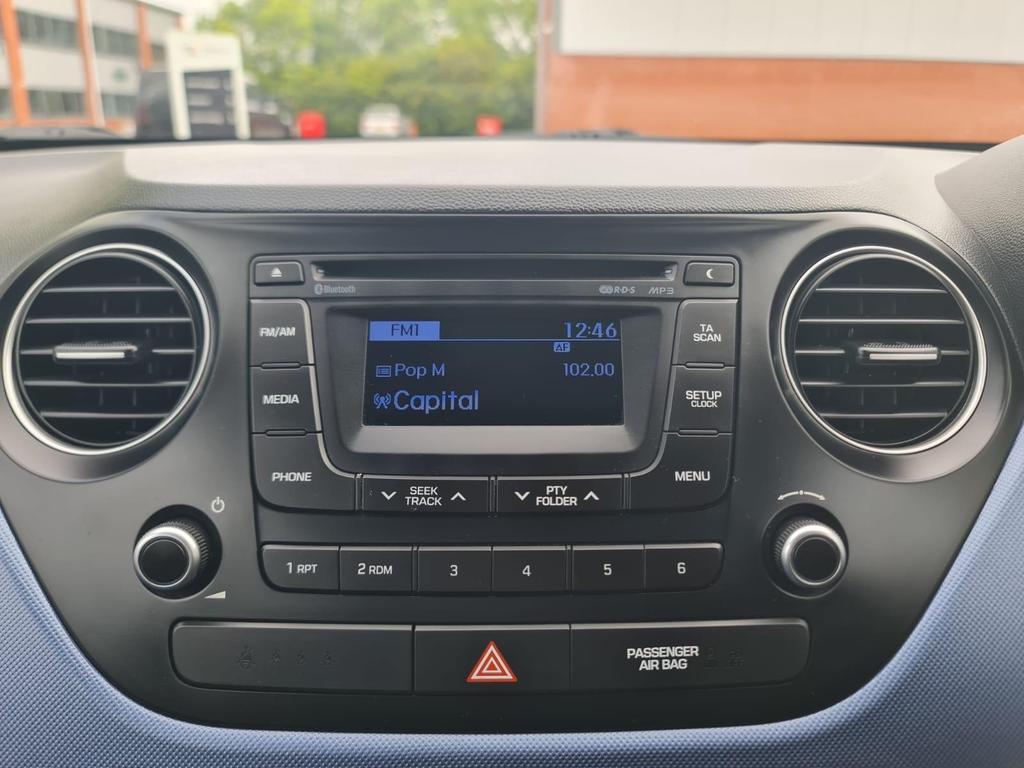 Bluetooth
R·D·S MP3
FM/AM
MEDIA
PHONE
FM1 12:46
AF
Pop M 102.00
Capital
TA
SCAN
SETUP
CLOCK
MENU
SEEK
TRACK
PTY
FOLDER
1 RPT
2 RDM
3
4
5
6
PASSENGER
AIR BAG